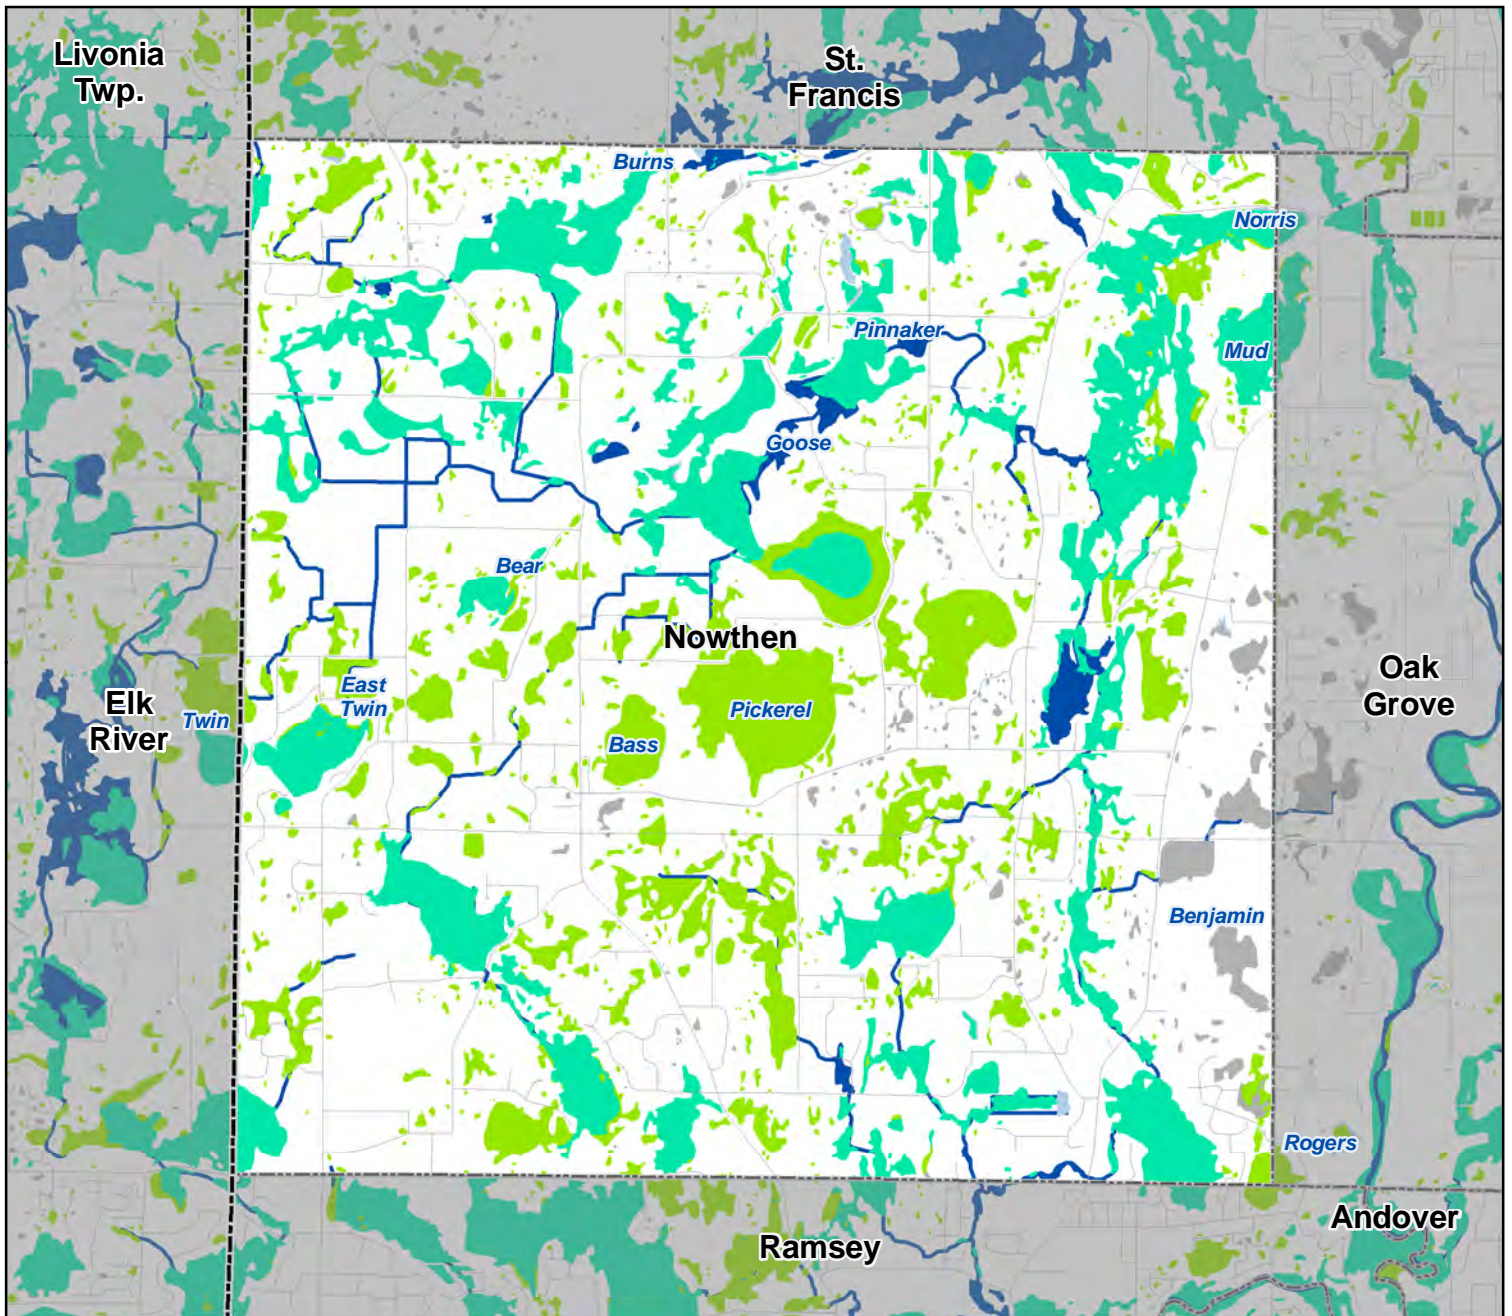 Livonia
Twp.
St.
Francis
Burns
Norris
Pinnaker
Mud
Goose
Bear
Nowthen
East
Twin
Elk
River
Twin
Pickerel
Bass
Oak
Grove
Benjamin
Rogers
Andover
Ramsey